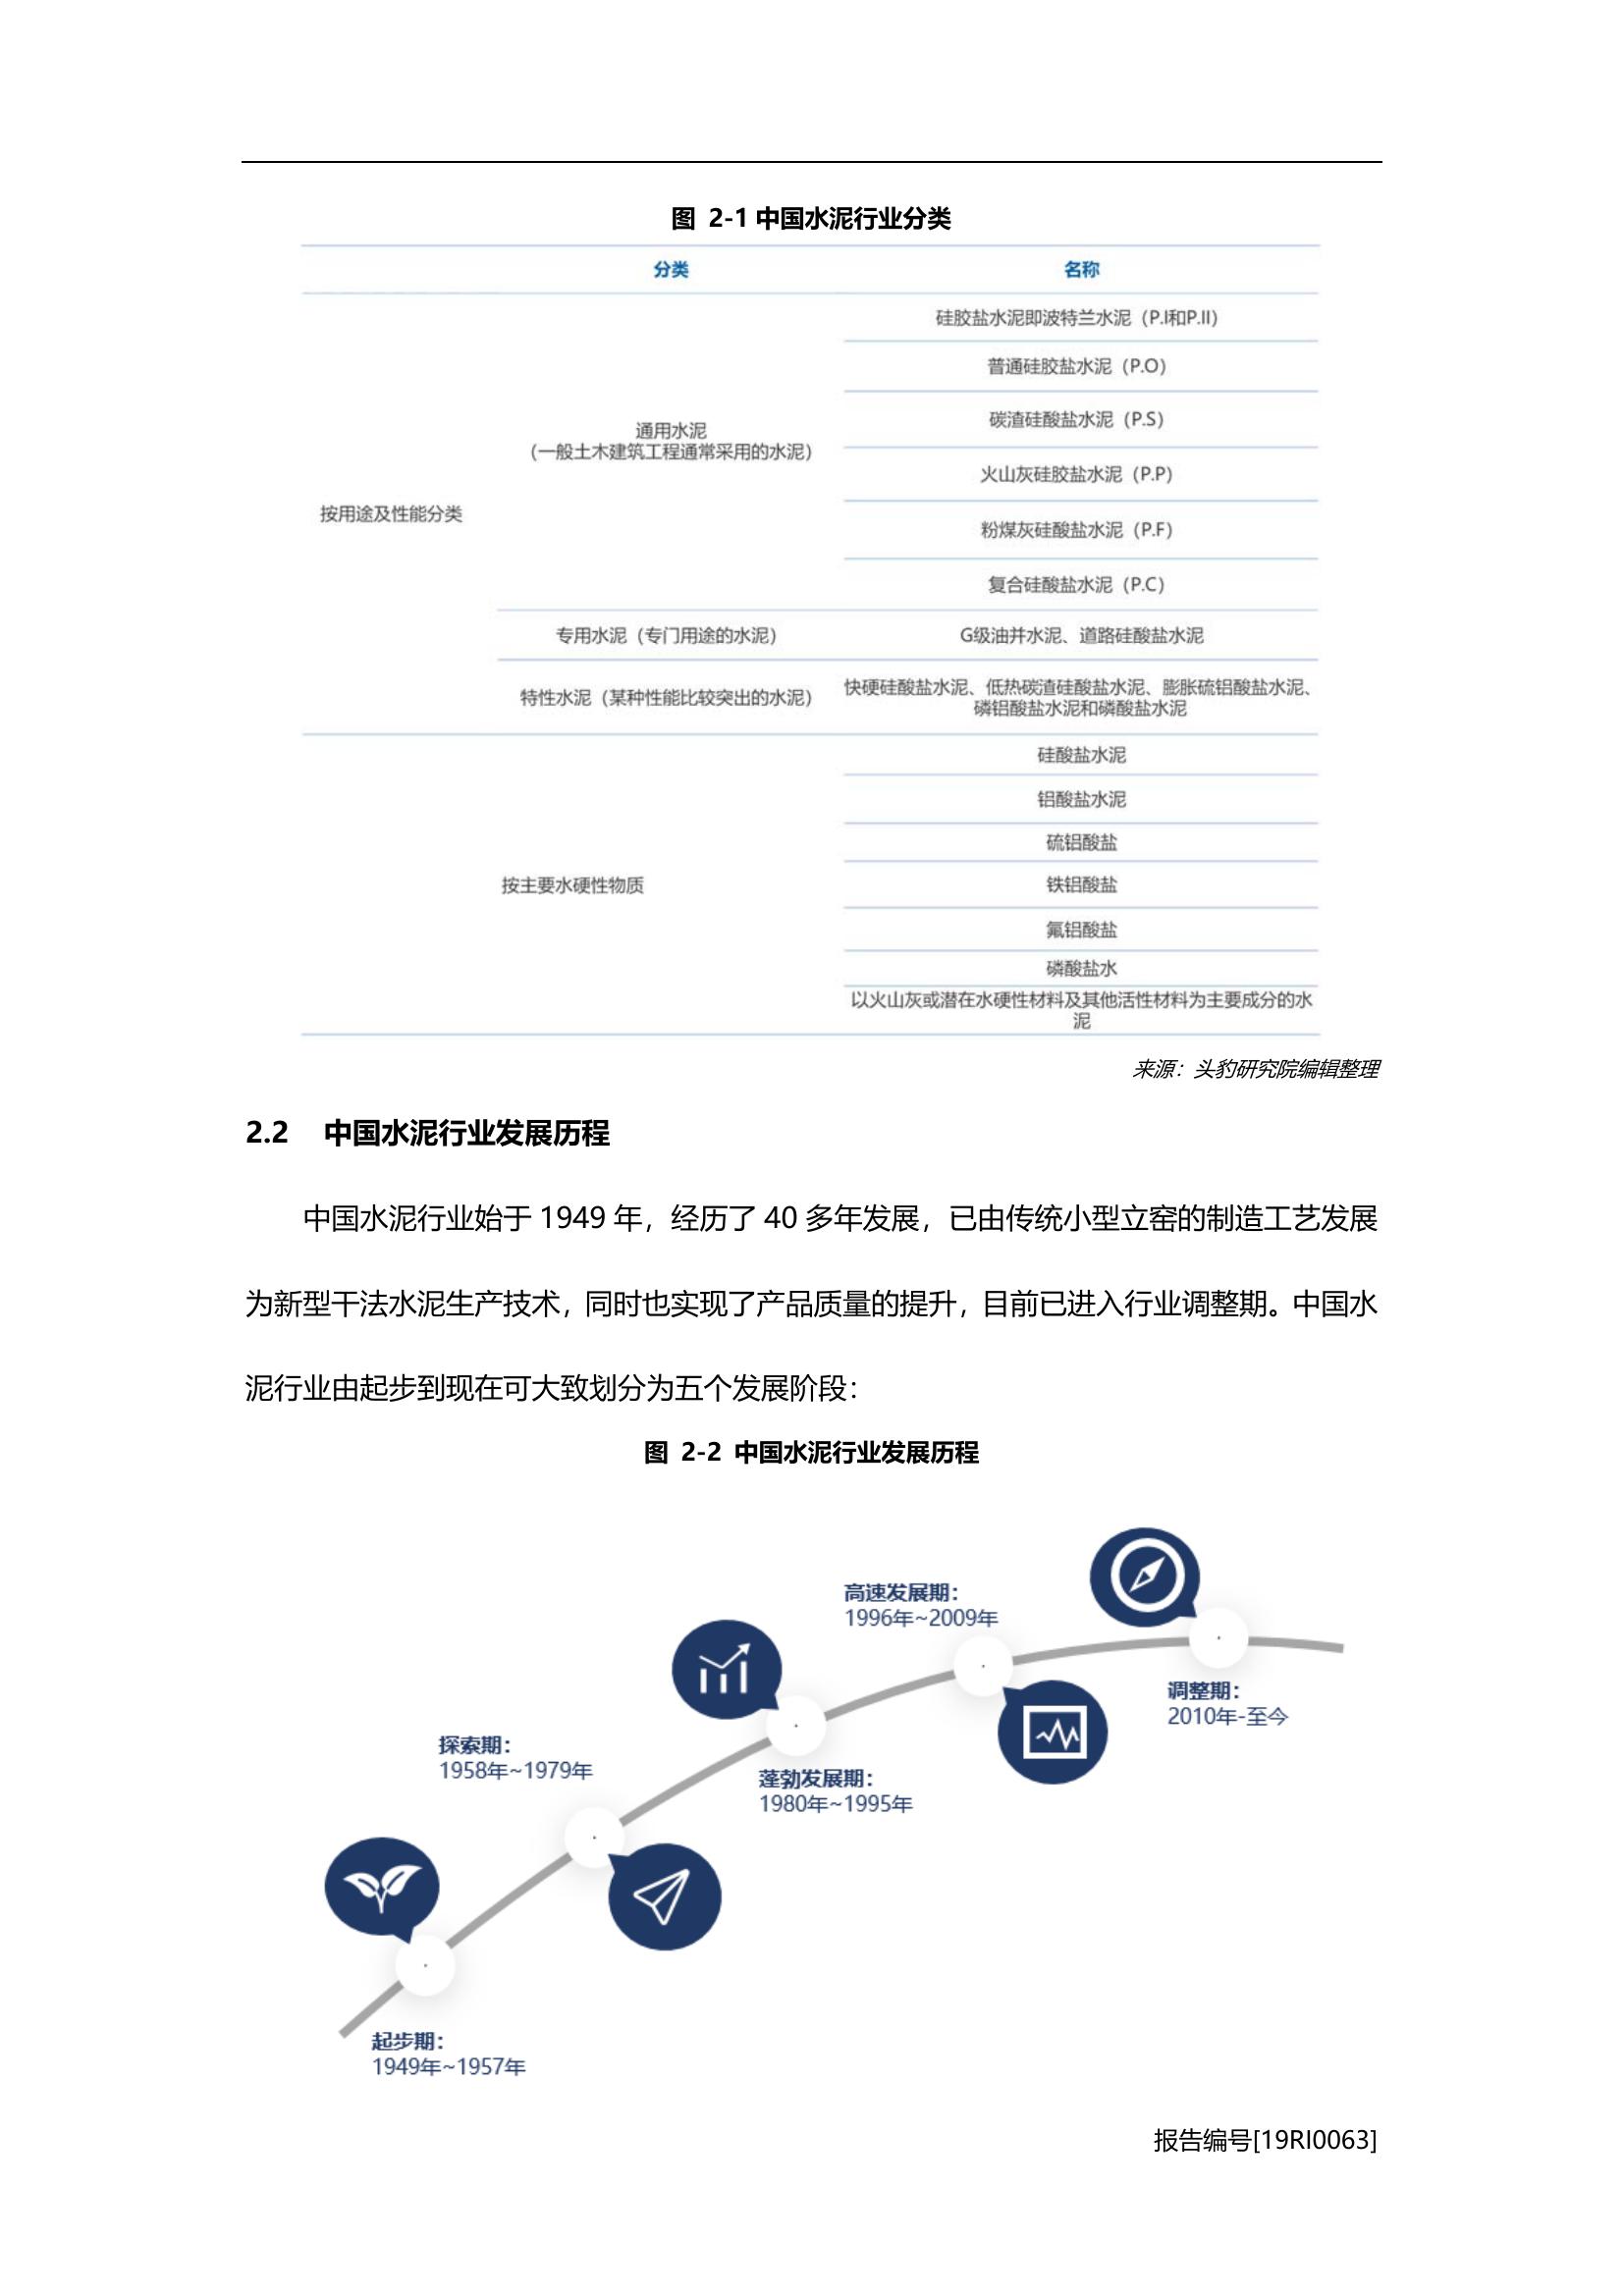 图 2-1 中国水泥行业分类
分类 名称
硅胶盐水泥即波特兰水泥（P.I和P.II）
普通硅胶盐水泥（P.O）
碳渣硅酸盐水泥（P.S）
通用水泥
（一般土木建筑工程通常采用的水泥）
火山灰硅胶盐水泥（P.P）
按用途及性能分类
粉煤灰硅酸盐水泥（P.F）
复合硅酸盐水泥（P.C）
专用水泥（专门用途的水泥） G级油井水泥、道路硅酸盐水泥
特性水泥（某种性能比较突出的水泥） 快硬硅酸盐水泥、低热碳渣硅酸盐水泥、膨胀硫铝酸盐水泥、
磷铝酸盐水泥和磷酸盐水泥
硅酸盐水泥
铝酸盐水泥
硫铝酸盐
按主要水硬性物质 铁铝酸盐
氟铝酸盐
磷酸盐水
以火山灰或潜在水硬性材料及其他活性材料为主要成分的水
泥
来源：头豹研究院编辑整理
2.2 中国水泥行业发展历程
中国水泥行业始于 1949 年，经历了 40 多年发展，已由传统小型立窑的制造工艺发展
为新型干法水泥生产技术，同时也实现了产品质量的提升，目前已进入行业调整期。中国水
泥行业由起步到现在可大致划分为五个发展阶段：
图 2-2 中国水泥行业发展历程
高速发展期：
1996年~2009年
调整期：
2010年-至今
探索期：
1958年~1979年
蓬勃发展期：
1980年~1995年
起步期：
1949年~1957年
报告编号[19RI0063]